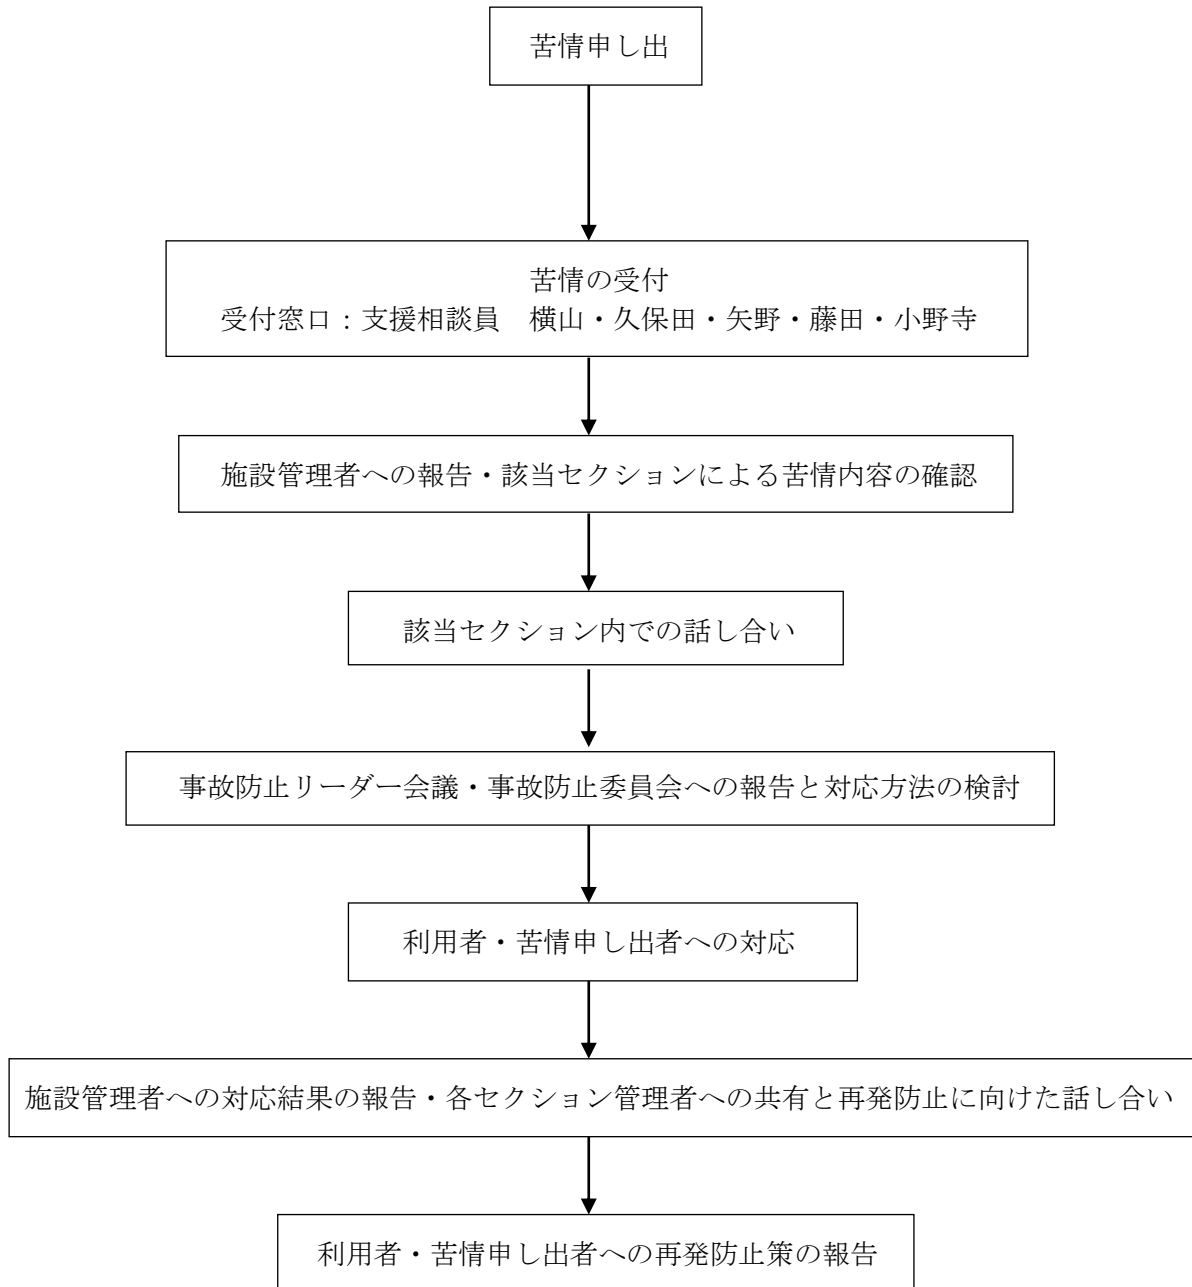 苦情申し出
苦情の受付
受付窓口：支援相談員　横山・久保田・矢野・藤田・小野寺
施設管理者への報告・該当セクションによる苦情内容の確認
該当セクション内での話し合い
事故防止リーダー会議・事故防止委員会への報告と対応方法の検討
利用者・苦情申し出者への対応
施設管理者への対応結果の報告・各セクション管理者への共有と再発防止に向けた話し合い
利用者・苦情申し出者への再発防止策の報告